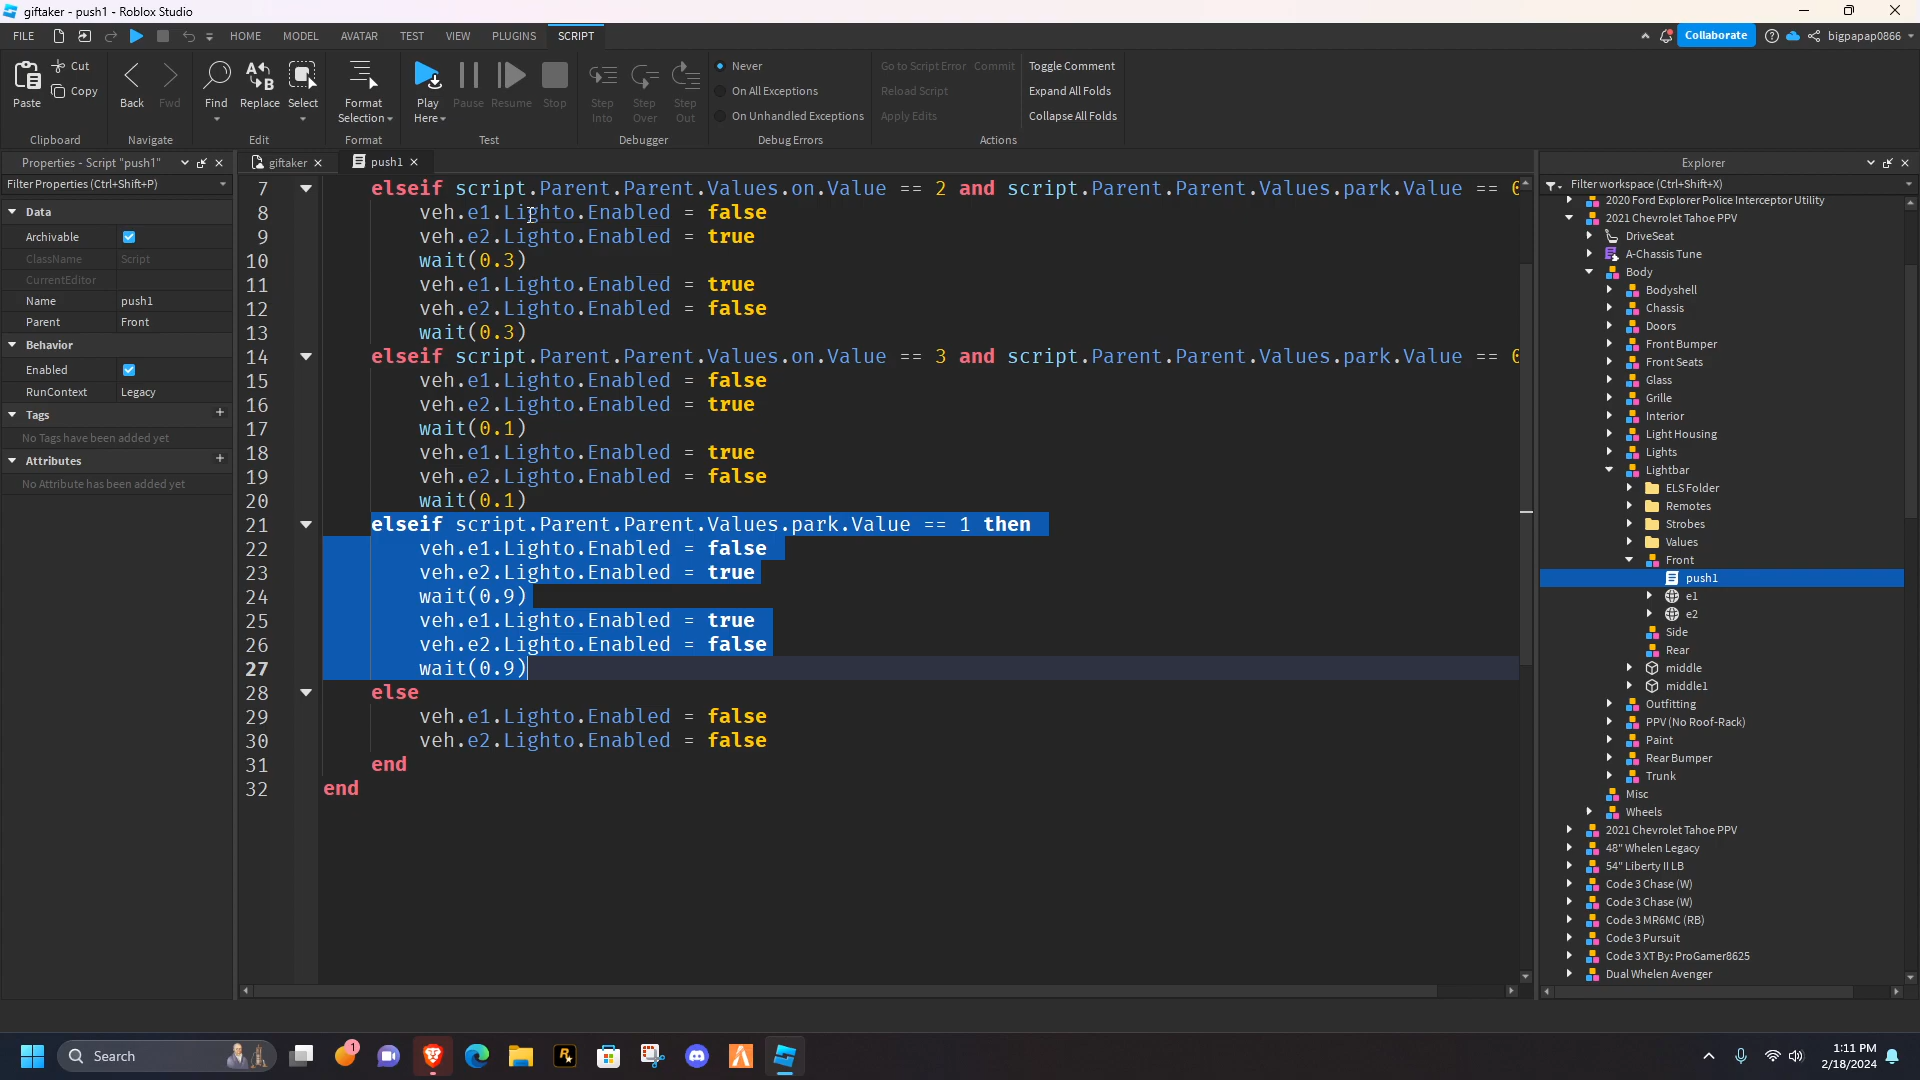 giftaker - push1 - Roblox Studio
FILE HOME MODEL AVATAR TEST VIEW PLUGINS SCRIPT Collaborate bigpapap0866
Paste Cut Copy Clipboard
Back Fwd Navigate
Find Replace Select Edit
Format Selection Format
Play Here Pause Resume Stop Test
Step Into Step Over Step Out Debugger
Never
On All Exceptions
On Unhandled Exceptions
Debug Errors
Go to Script Error Commit Toggle Comment
Reload Script Expand All Folds
Apply Edits Collapse All Folds
Actions
Properties - Script "push1"
Filter Properties (Ctrl+Shift+P)
Data
Archivable
ClassName Script
CurrentEditor
Name push1
Parent Front
Behavior
Enabled
RunContext Legacy
Tags +
No Tags have been added yet
Attributes +
No Attribute has been added yet
giftaker push1
7 elseif script.Parent.Parent.Values.on.Value == 2 and script.Parent.Parent.Values.park.Value == 0
8 veh.e1.Lighto.Enabled = false
9 veh.e2.Lighto.Enabled = true
10 wait(0.3)
11 veh.e1.Lighto.Enabled = true
12 veh.e2.Lighto.Enabled = false
13 wait(0.3)
14 elseif script.Parent.Parent.Values.on.Value == 3 and script.Parent.Parent.Values.park.Value == 0
15 veh.e1.Lighto.Enabled = false
16 veh.e2.Lighto.Enabled = true
17 wait(0.1)
18 veh.e1.Lighto.Enabled = true
19 veh.e2.Lighto.Enabled = false
20 wait(0.1)
21 elseif script.Parent.Parent.Values.park.Value == 1 then
22 veh.e1.Lighto.Enabled = false
23 veh.e2.Lighto.Enabled = true
24 wait(0.9)
25 veh.e1.Lighto.Enabled = true
26 veh.e2.Lighto.Enabled = false
27 wait(0.9)
28 else
29 veh.e1.Lighto.Enabled = false
30 veh.e2.Lighto.Enabled = false
31 end
32 end
Explorer
Filter workspace (Ctrl+Shift+X)
2020 Ford Explorer Police Interceptor Utility
2021 Chevrolet Tahoe PPV
DriveSeat
A-Chassis Tune
Body
Bodyshell
Chassis
Doors
Front Bumper
Front Seats
Glass
Grille
Interior
Light Housing
Lights
Lightbar
ELS Folder
Remotes
Strobes
Values
Front
push1
e1
e2
Side
Rear
middle
middle1
Outfitting
PPV (No Roof-Rack)
Paint
Rear Bumper
Trunk
Misc
Wheels
2021 Chevrolet Tahoe PPV
48" Whelen Legacy
54" Liberty II LB
Code 3 Chase (W)
Code 3 Chase (W)
Code 3 MR6MC (RB)
Code 3 Pursuit
Code 3 XT By: ProGamer8625
Dual Whelen Avenger
Search
1
1:11 PM
2/18/2024